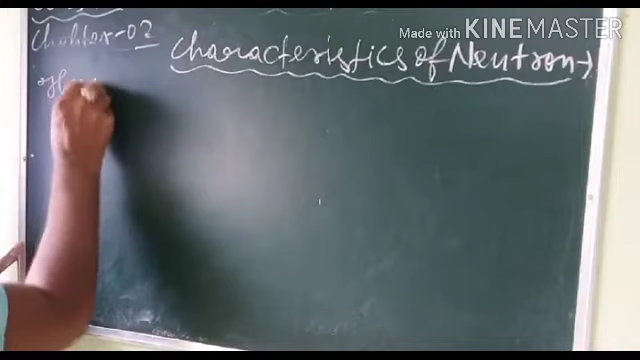 Made with KINEMASTER
Chapter-02
Characteristics of Neutron→